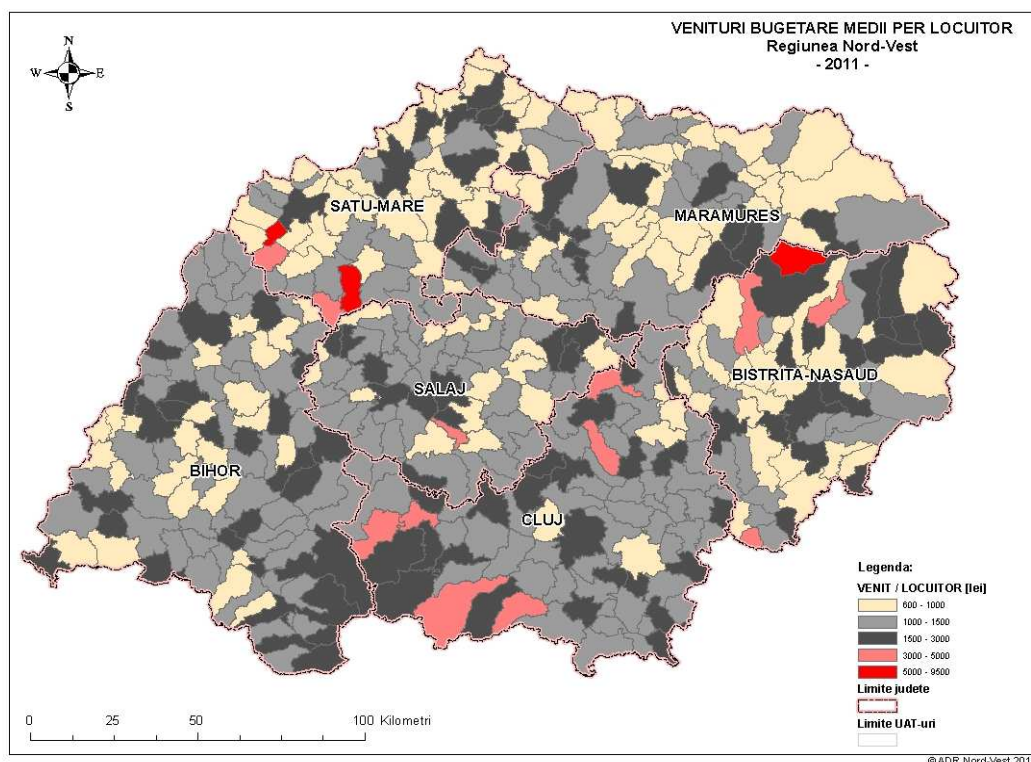 VENITURI BUGETARE MEDII PER LOCUITOR
Regiunea Nord-Vest
- 2011 -
N
W
E
S
SATU-MARE
MARAMURES
SALAJ
BISTRITA-NASAUD
BIHOR
CLUJ
Legenda:
VENIT / LOCUITOR [lei]
600 - 1000
1000 - 1500
1500 - 3000
3000 - 5000
5000 - 9500
Limite judete
Limite UAT-uri
0 25 50 100 Kilometri
© ADR Nord-Vest